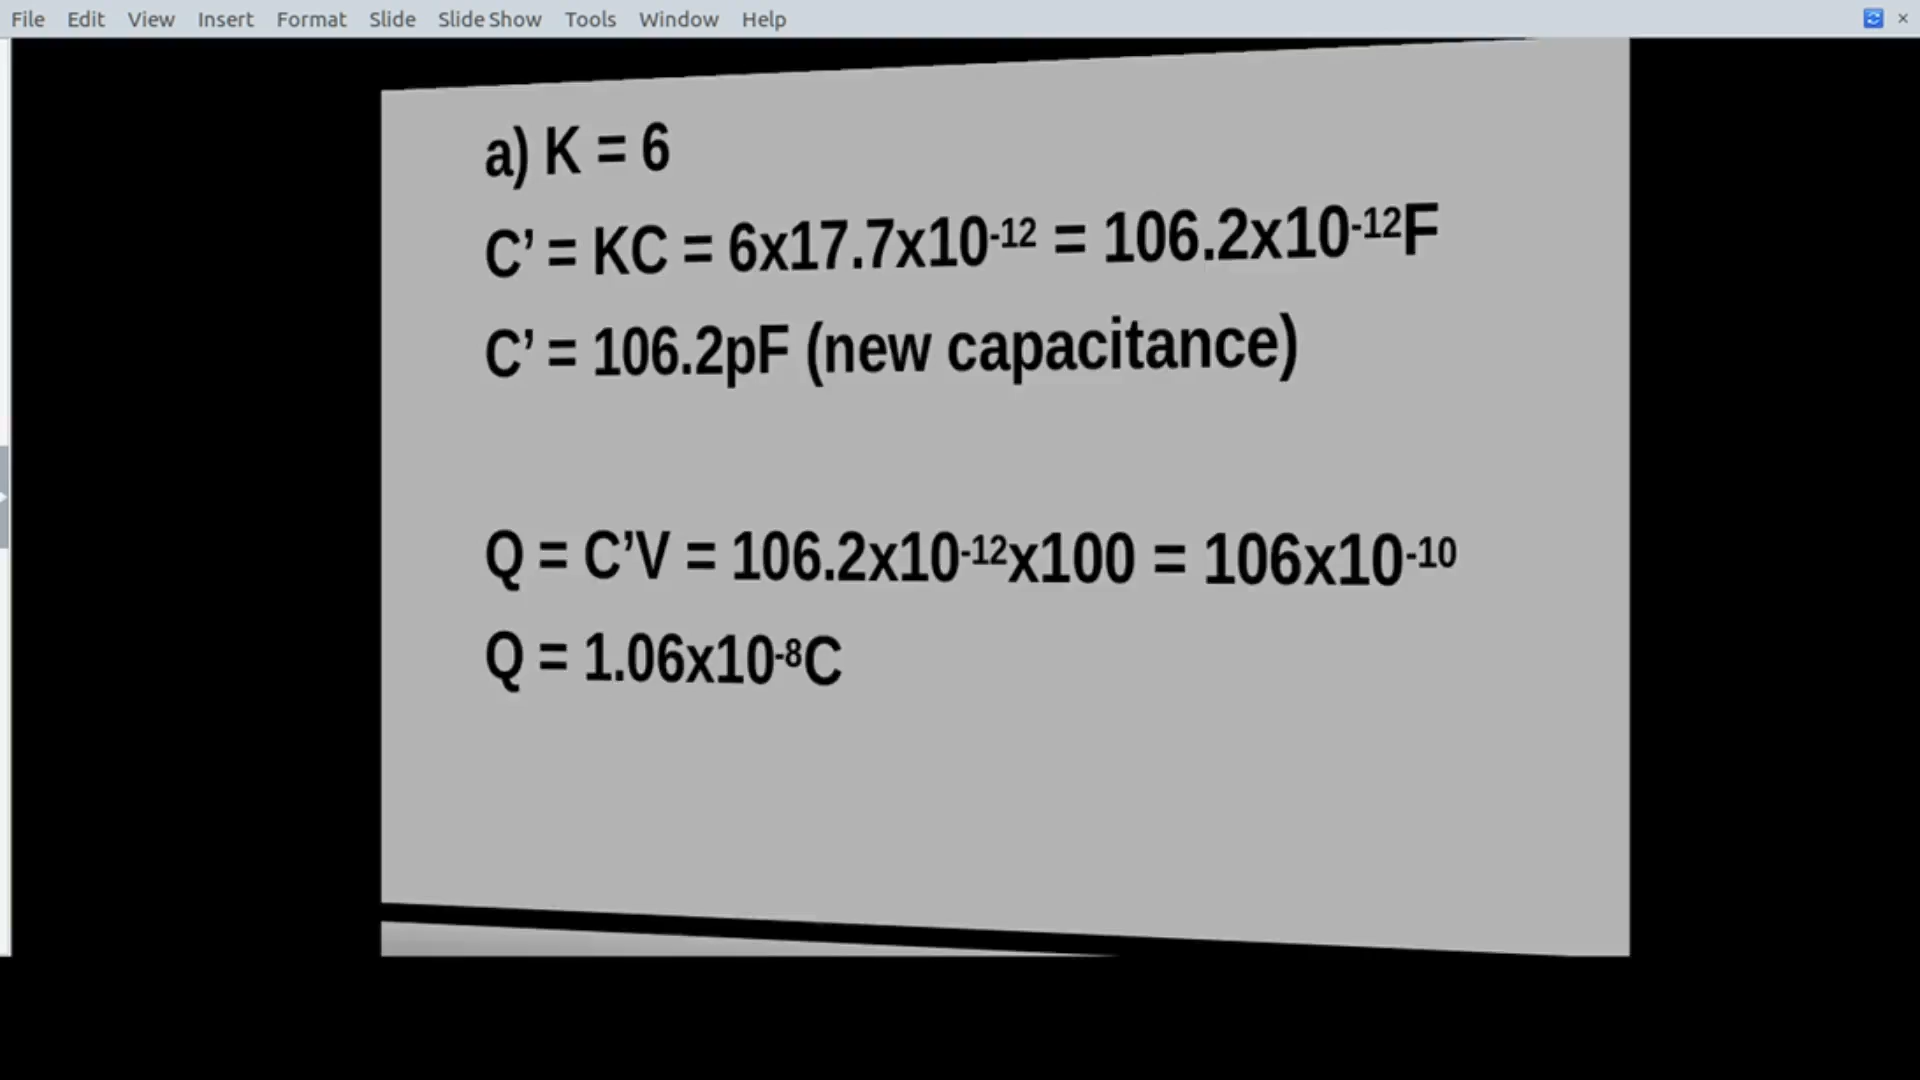 File Edit View Insert Format Slide Slide Show Tools Window Help
a) K = 6
C’ = KC = 6x17.7x10⁻¹² = 106.2x10⁻¹²F
C’ = 106.2pF (new capacitance)
Q = C’V = 106.2x10⁻¹²x100 = 106x10⁻¹⁰
Q = 1.06x10⁻⁸C